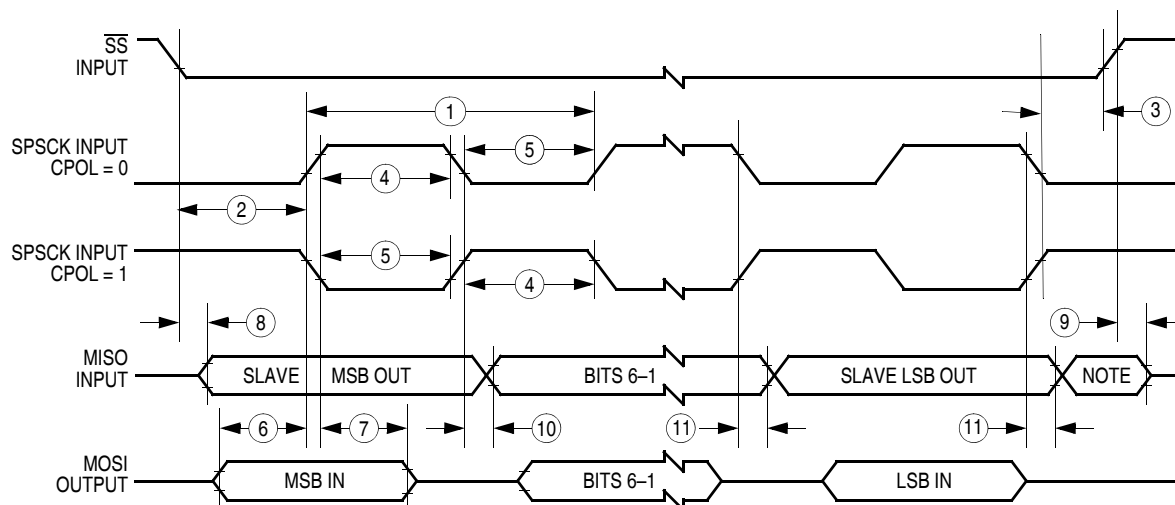 SS
INPUT
1
3
SPSCK INPUT
CPOL = 0
5
4
2
SPSCK INPUT
CPOL = 1
5
4
8
9
MISO
INPUT
SLAVE MSB OUT
BITS 6–1
SLAVE LSB OUT
NOTE
6
7
10
11
11
MOSI
OUTPUT
MSB IN
BITS 6–1
LSB IN